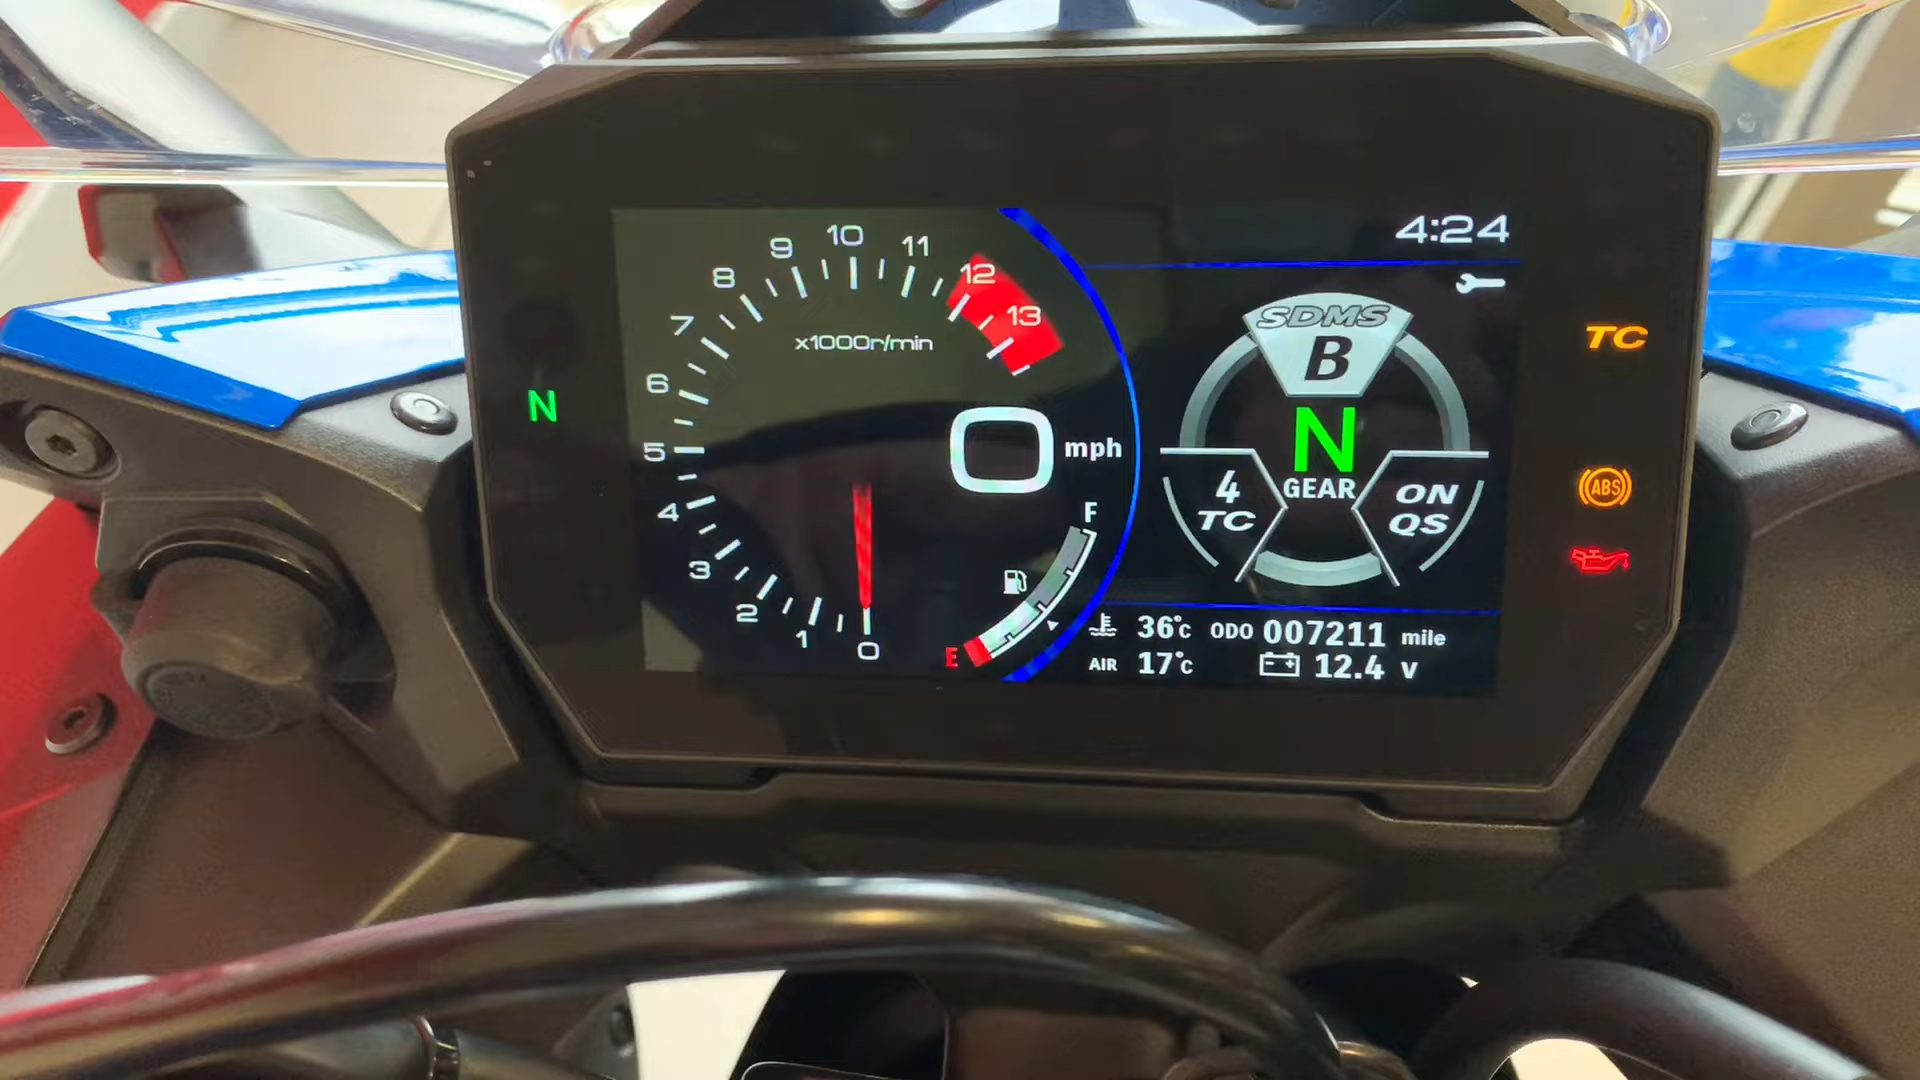 4:24
10
9
11
8
12
7
13
x1000r/min
6
5
4
3
2
1
0
0 mph
F
E
SDMS
B
N
GEAR
4
TC
ON
QS
36°C ODO 007211 mile
AIR 17°C 12.4 V
N
TC
ABS